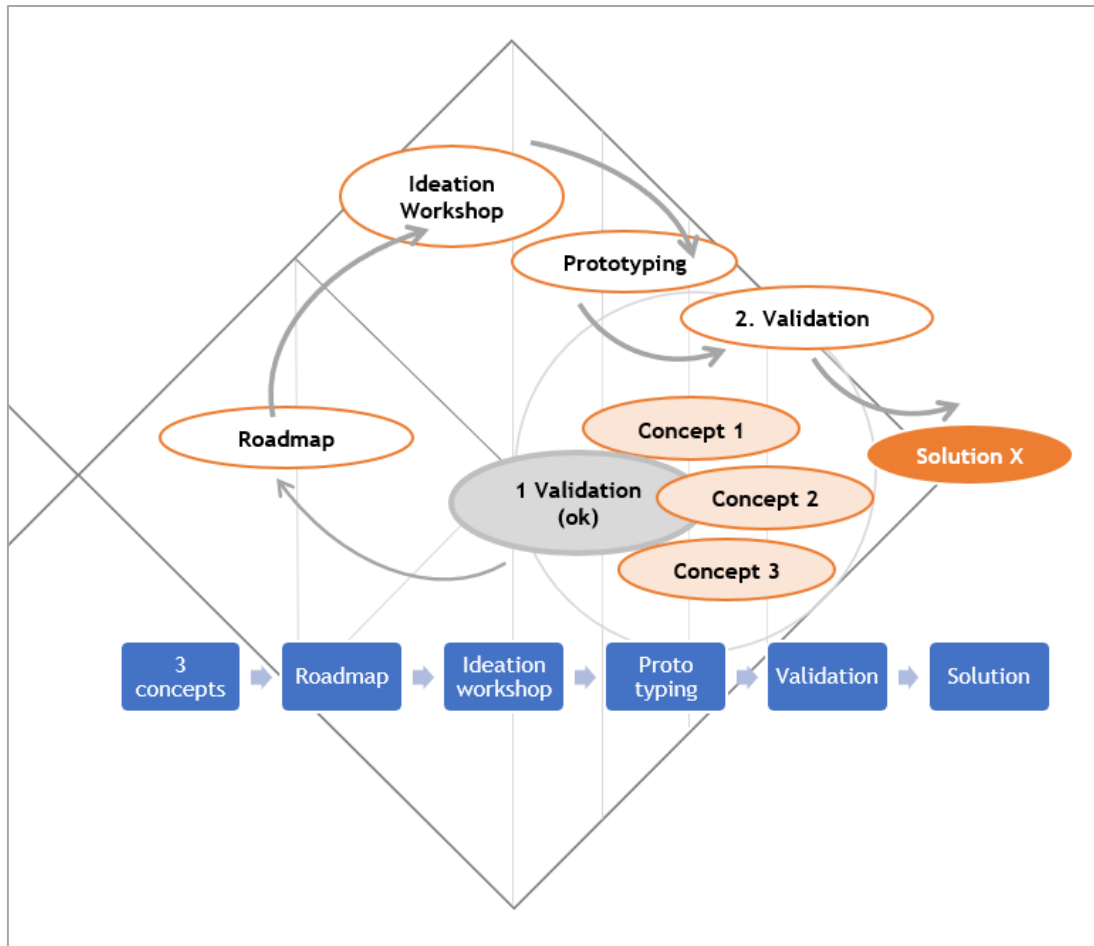 Ideation
Workshop
Prototyping
2. Validation
Roadmap
Concept 1
Solution X
1 Validation
(ok)
Concept 2
Concept 3
3
concepts
Roadmap
Ideation
workshop
Proto
typing
Validation
Solution